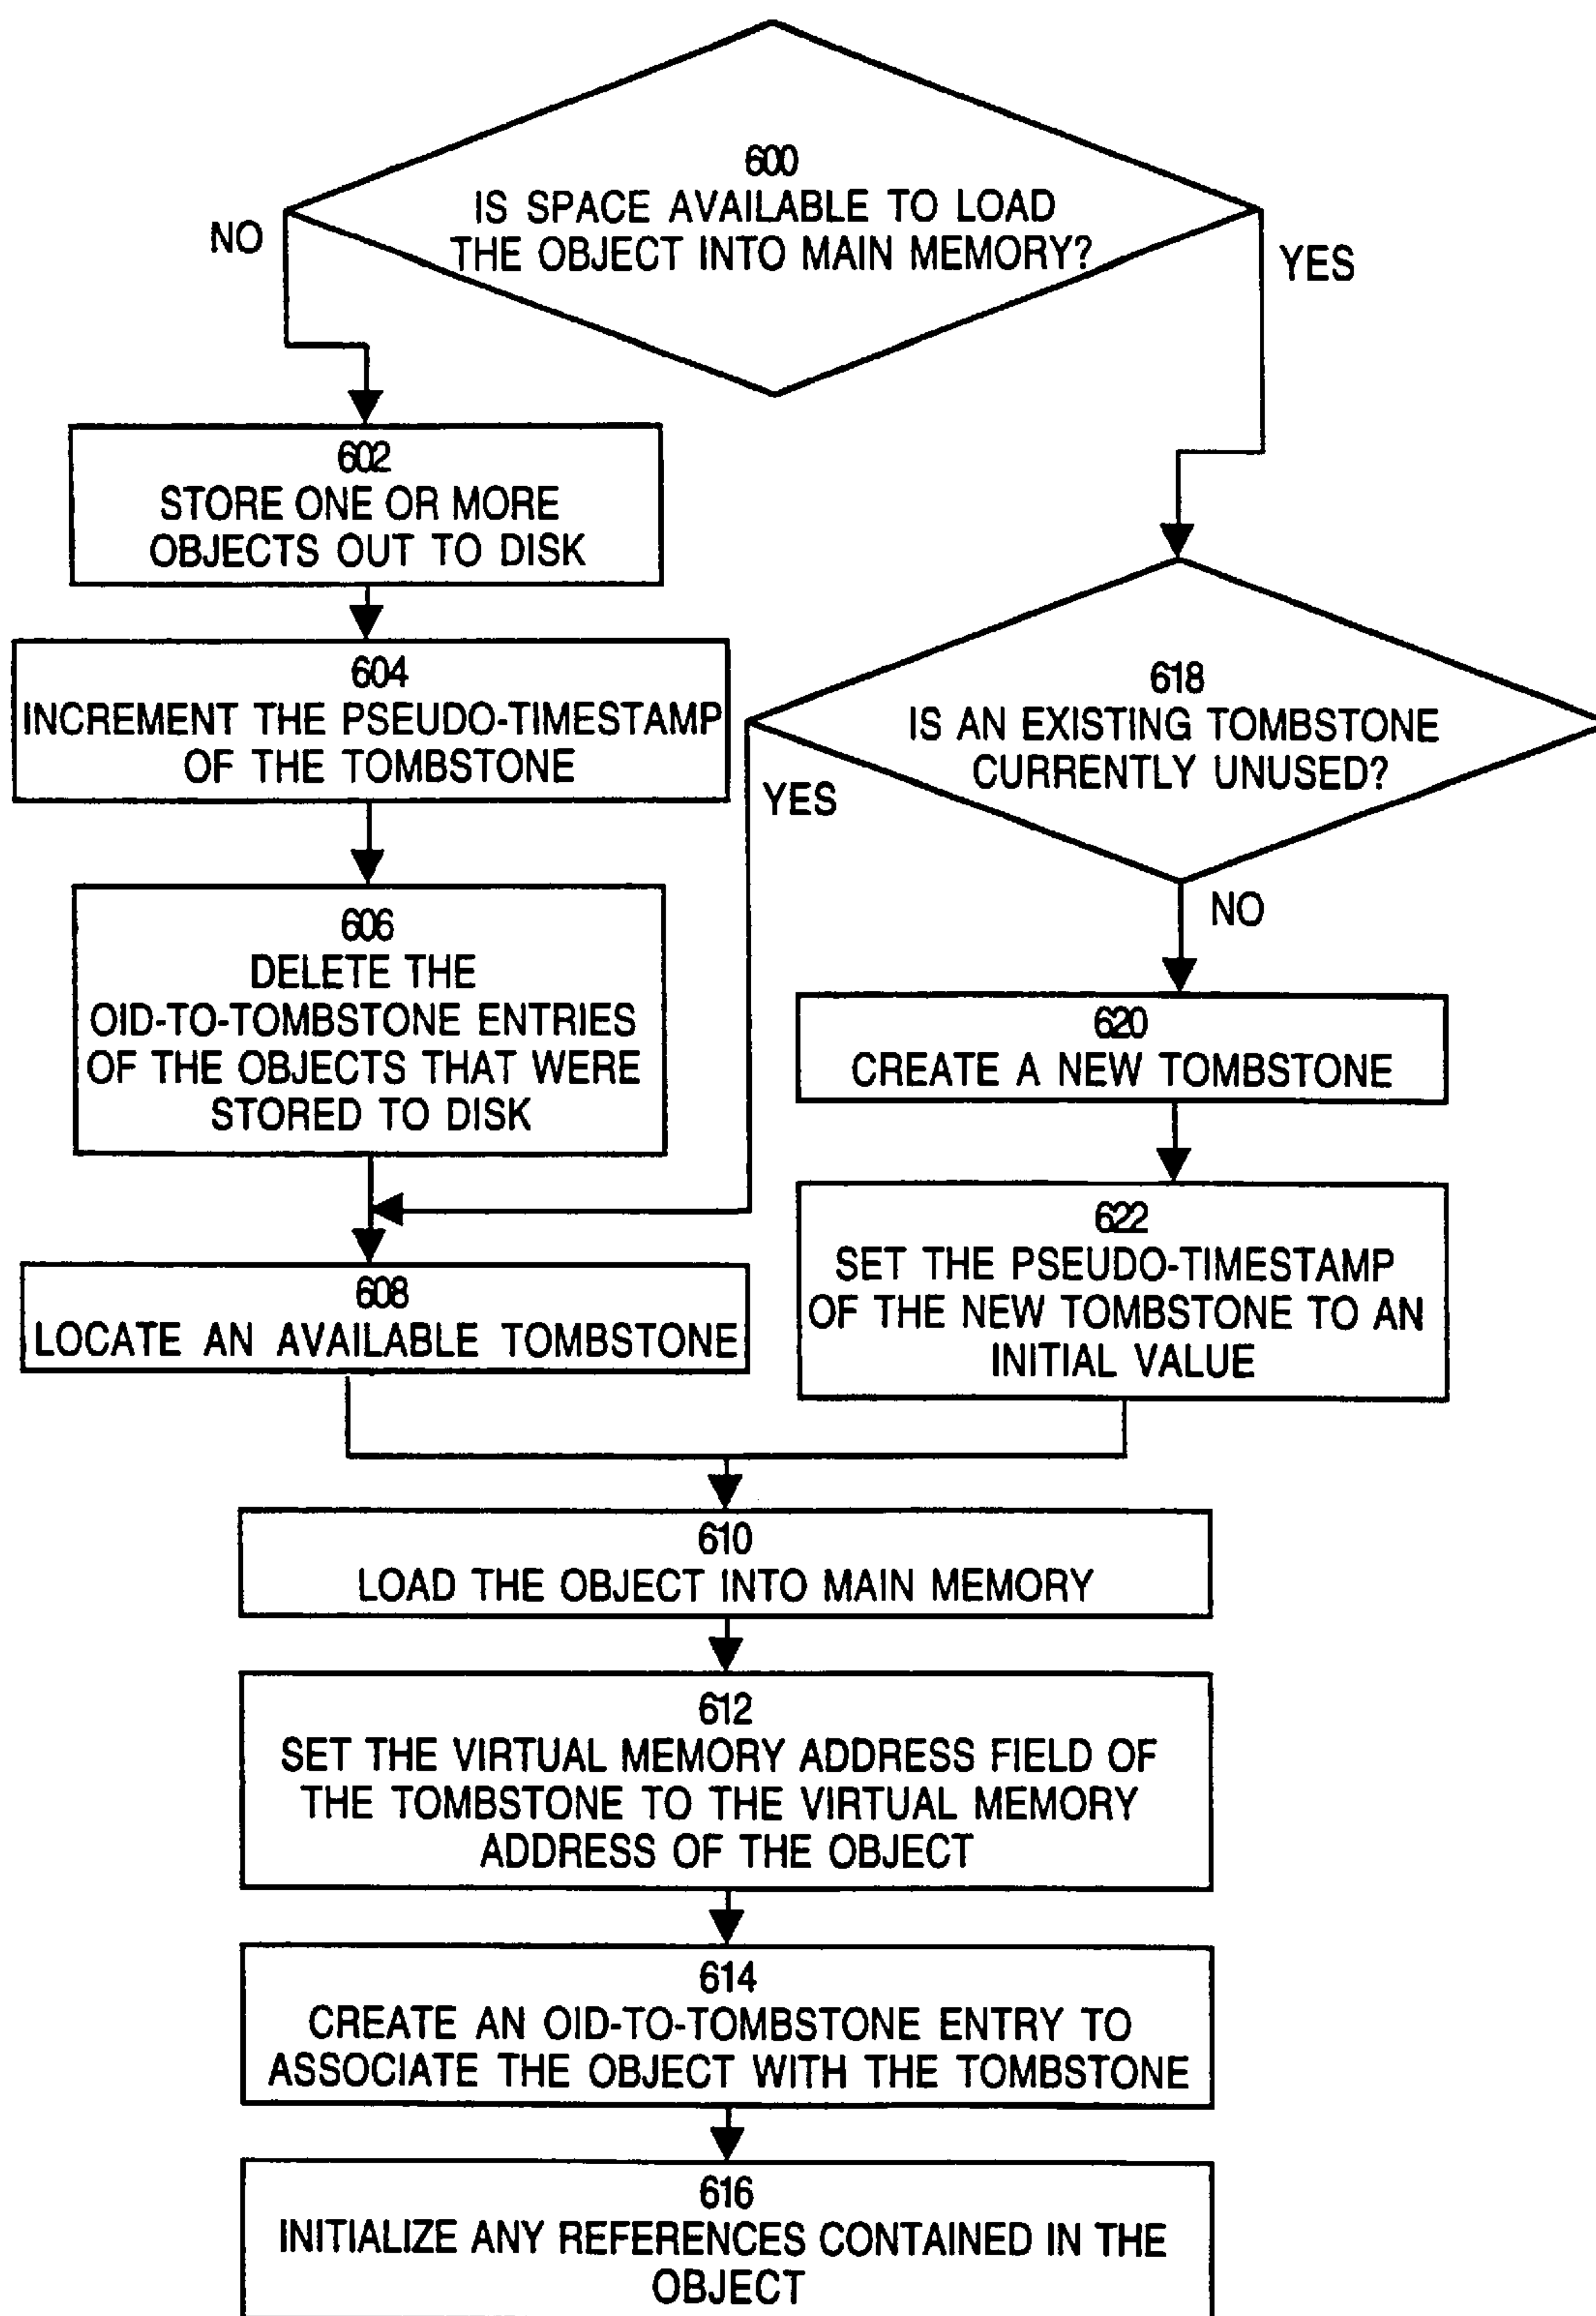 600
IS SPACE AVAILABLE TO LOAD
THE OBJECT INTO MAIN MEMORY?
NO
YES
602
STORE ONE OR MORE
OBJECTS OUT TO DISK
604
INCREMENT THE PSEUDO-TIMESTAMP
OF THE TOMBSTONE
618
IS AN EXISTING TOMBSTONE
CURRENTLY UNUSED?
YES
NO
606
DELETE THE
OID-TO-TOMBSTONE ENTRIES
OF THE OBJECTS THAT WERE
STORED TO DISK
620
CREATE A NEW TOMBSTONE
622
SET THE PSEUDO-TIMESTAMP
OF THE NEW TOMBSTONE TO AN
INITIAL VALUE
608
LOCATE AN AVAILABLE TOMBSTONE
610
LOAD THE OBJECT INTO MAIN MEMORY
612
SET THE VIRTUAL MEMORY ADDRESS FIELD OF
THE TOMBSTONE TO THE VIRTUAL MEMORY
ADDRESS OF THE OBJECT
614
CREATE AN OID-TO-TOMBSTONE ENTRY TO
ASSOCIATE THE OBJECT WITH THE TOMBSTONE
616
INITIALIZE ANY REFERENCES CONTAINED IN THE
OBJECT